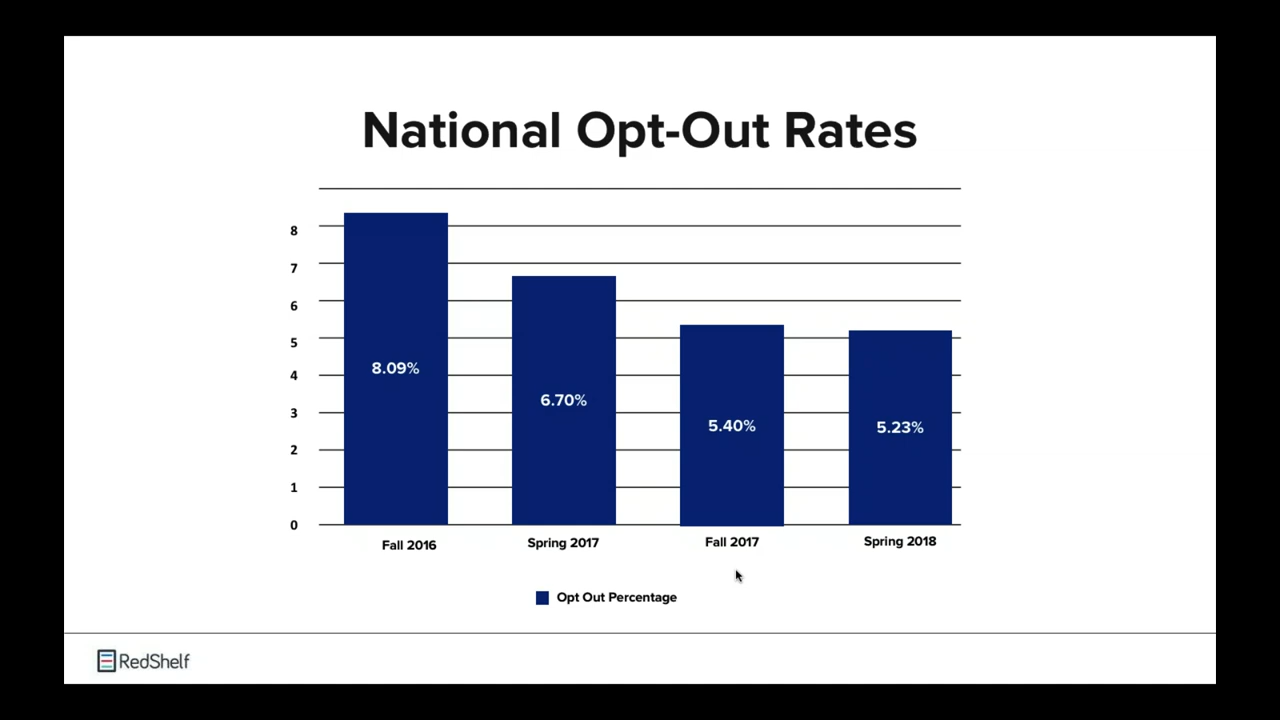 National Opt-Out Rates
8
7
6
5
4
3
2
1
0
8.09%
6.70%
5.40%
5.23%
Fall 2016
Spring 2017
Fall 2017
Spring 2018
Opt Out Percentage
RedShelf